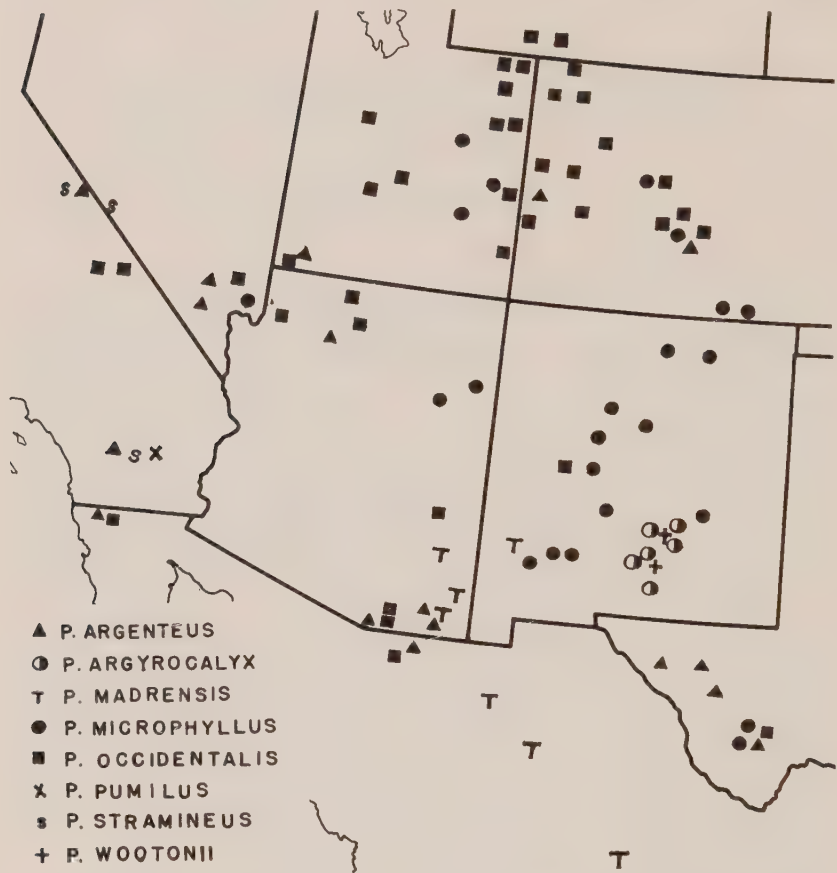 ▲ P. ARGENTEUS
◑ P. ARGYROCALYX
T P. MADRENSIS
● P. MICROPHYLLUS
■ P. OCCIDENTALIS
x P. PUMILUS
s P. STRAMINEUS
+ P. WOOTONII